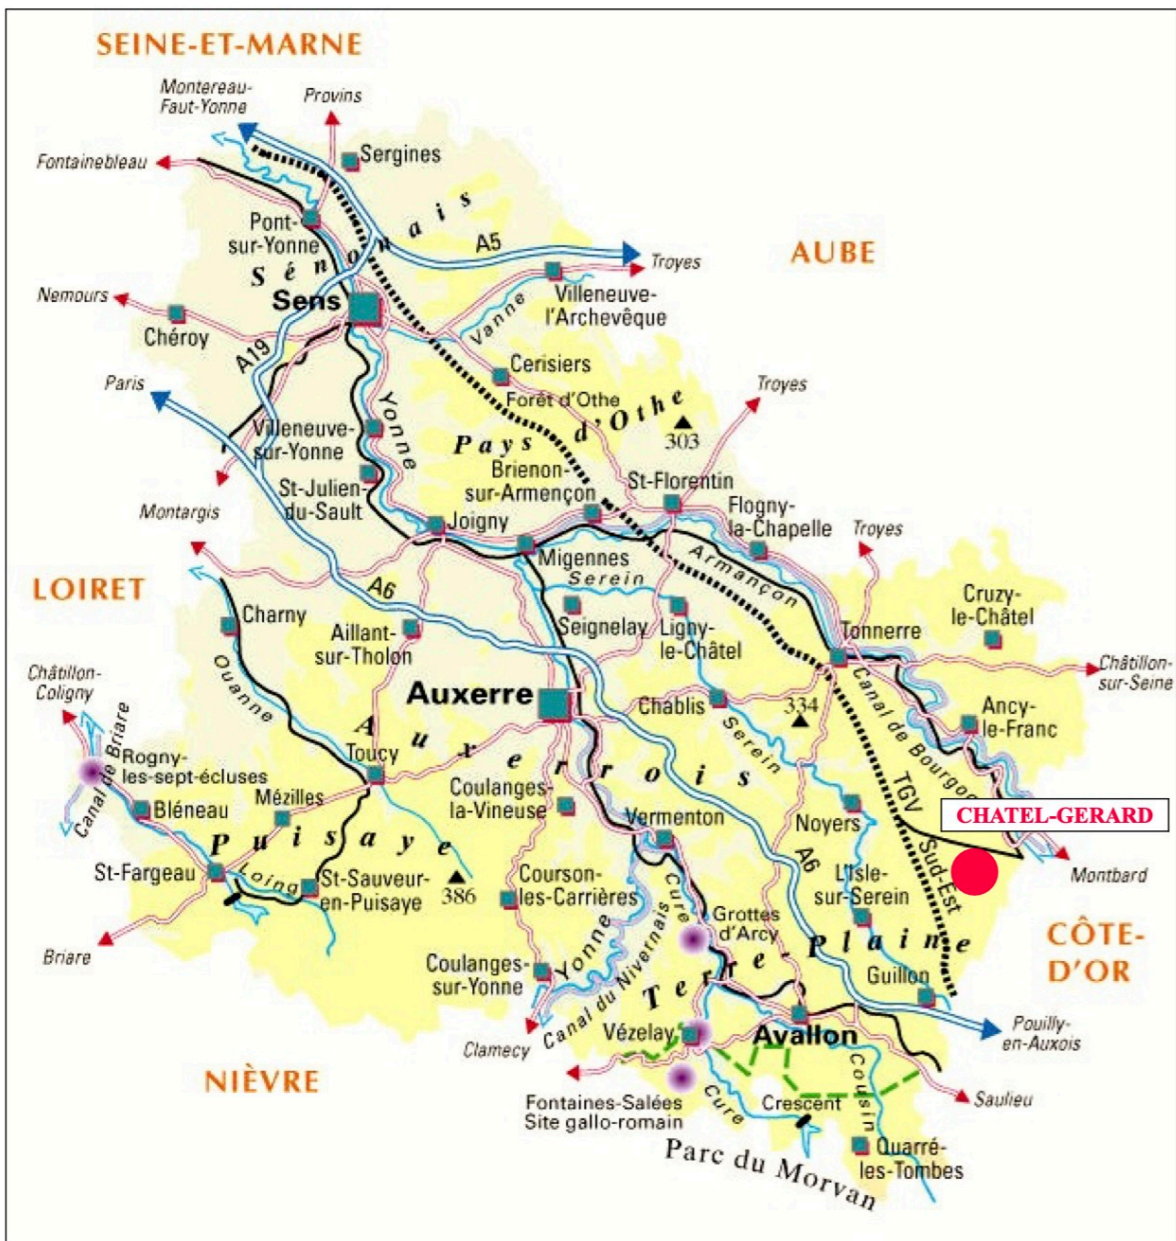 SEINE-ET-MARNE
Montereau-
Faut-Yonne
Provins
Fontainebleau
Sergines
Pont-
sur-Yonne
Sénonais
A5
AUBE
Troyes
Nemours
Sens
Villeneuve-
l'Archevêque
Vanne
Chéroy
A19
Cerisiers
Paris
Forêt d'Othe
Troyes
Yonne
Pays d'Othe
303
Villeneuve-
sur-Yonne
Brienon-
sur-Armençon
St-Florentin
St-Julien-
du-Sault
Flogny-
la-Chapelle
Montargis
Joigny
Troyes
Migennes
Armançon
LOIRET
A6
Serein
Cruzy-
le-Châtel
Charny
Aillant-
sur-Tholon
Seignelay
Ligny-
le-Châtel
Tonnerre
Châtillon-
Coligny
Ouanne
Châtillon-
sur-Seine
Auxerre
Chablis
334
Canal de Bourgogne
Ancy-
le-Franc
Canal de Briare
Rogny-
les-sept-écluses
Toucy
Auxerrois
Serein
Mézilles
Coulanges-
la-Vineuse
TGV
Sud-Est
CHATEL-GERARD
Bléneau
Vermenton
Noyers
Puisaye
A6
St-Fargeau
Loing
St-Sauveur-
en-Puisaye
386
Courson-
les-Carrières
Cure
L'Isle-
sur-Serein
Montbard
Grottes
d'Arcy
Briare
Yonne
Terre-Plaine
CÔTE-
D'OR
Coulanges-
sur-Yonne
Canal du Nivernais
Guillon
Clamecy
Vézelay
Avallon
Pouilly-
en-Auxois
NIÈVRE
Cousin
Fontaines-Salées
Site gallo-romain
Cure
Crescent
Saulieu
Parc du Morvan
Quarré-
les-Tombes